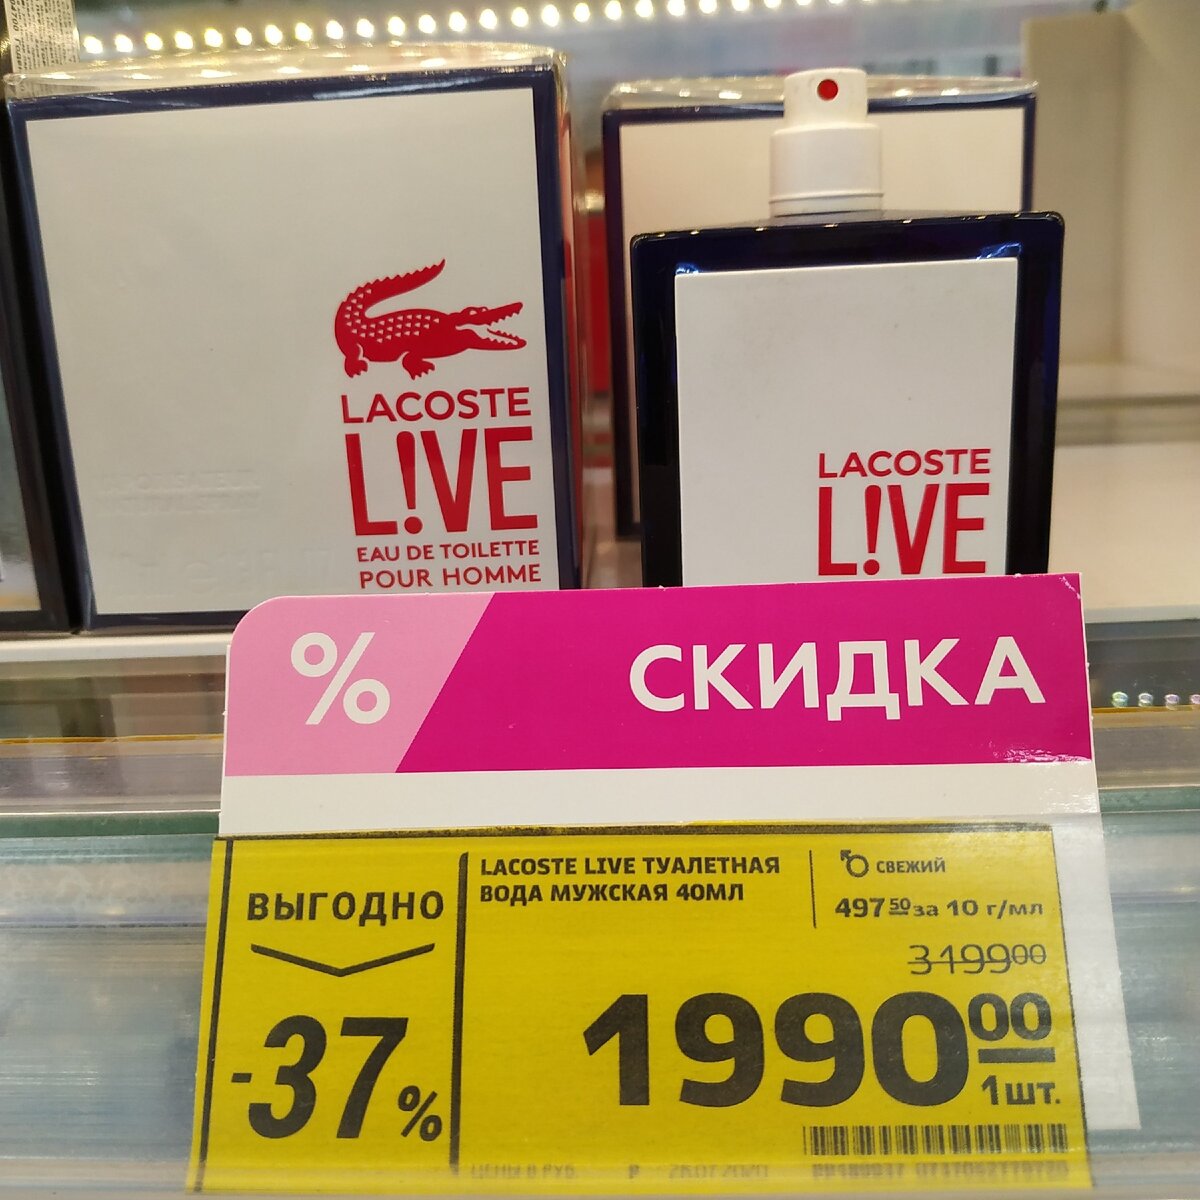 LACOSTE
L!VE
EAU DE TOILETTE
POUR HOMME
LACOSTE
L!VE
% СКИДКА
ВЫГОДНО
-37%
LACOSTE LIVE ТУАЛЕТНАЯ
ВОДА МУЖСКАЯ 40МЛ
СВЕЖИЙ
497 50 за 10 г/мл
3199 00
1990 00
1шт.